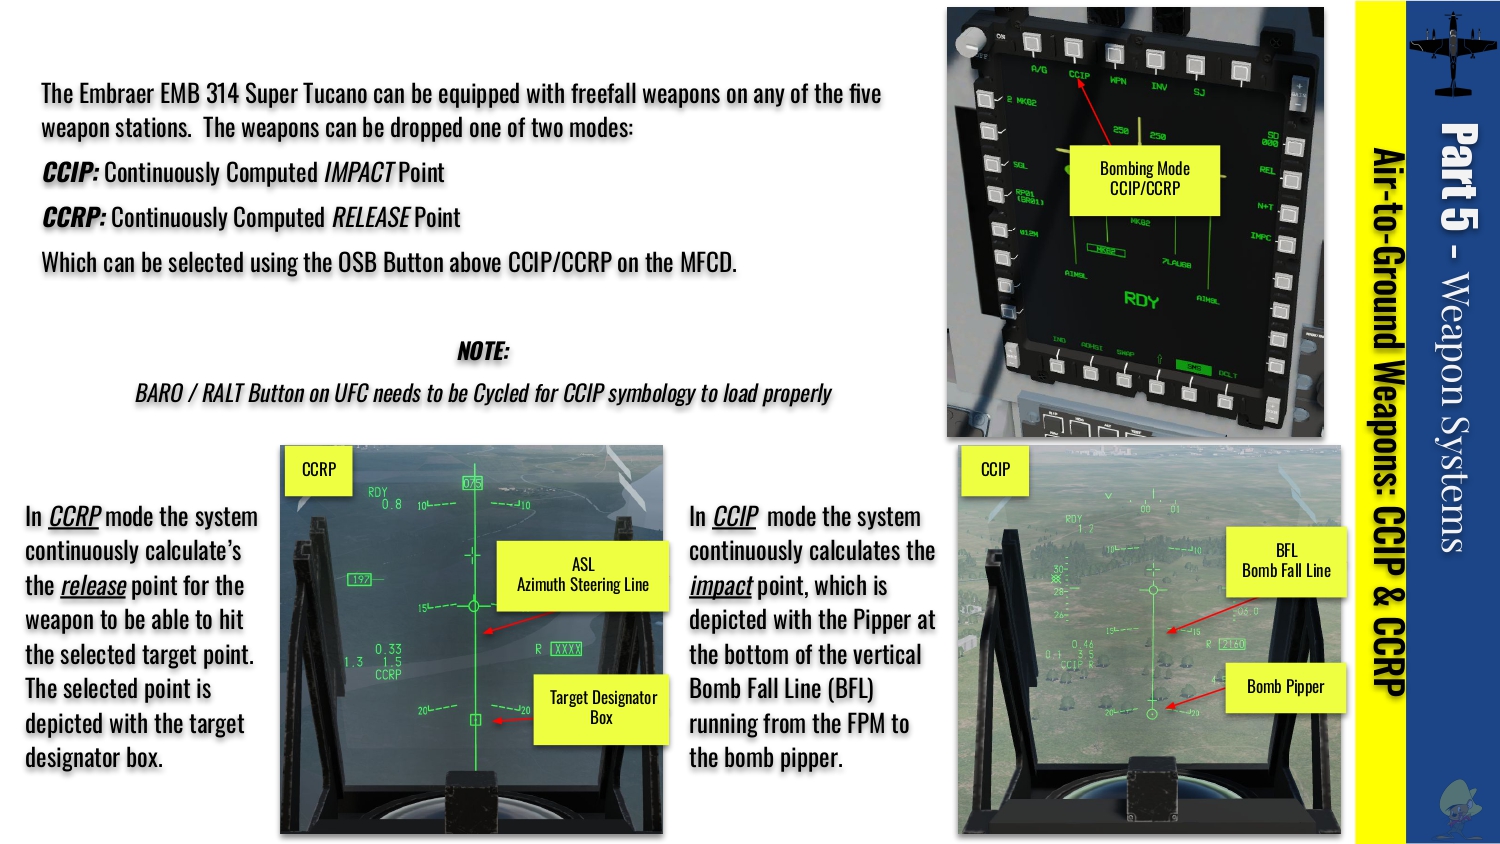 The Embraer EMB 314 Super Tucano can be equipped with freefall weapons on any of the five
weapon stations. The weapons can be dropped one of two modes:
CCIP: Continuously Computed IMPACT Point
CCRP: Continuously Computed RELEASE Point
Which can be selected using the OSB Button above CCIP/CCRP on the MFCD.
NOTE:
BARO / RALT Button on UFC needs to be Cycled for CCIP symbology to load properly
A/G CCIP WPN INV SJ
2 MK82
250 250
SD
000
Bombing Mode
CCIP/CCRP
SGL
REL
RP01
(BR01)
N+T
MK82
IMPC
MK82
7LAU68
AIM9L
AIM9L
RDY
SWAP
SMS
DCLT
In CCRP mode the system
continuously calculate's
the release point for the
weapon to be able to hit
the selected target point.
The selected point is
depicted with the target
designator box.
CCRP
075
RDY
0.8
10 10
ASL
Azimuth Steering Line
197
15
0.33
1.3 1.5
CCRP
R XXXX
Target Designator
Box
20 20
In CCIP mode the system
continuously calculates the
impact point, which is
depicted with the Pipper at
the bottom of the vertical
Bomb Fall Line (BFL)
running from the FPM to
the bomb pipper.
CCIP
00 01
RDY
1.2
10 10
BFL
Bomb Fall Line
30
28
26
15 15
0.46
3.5
CCIP R
R 2160
Bomb Pipper
20 20
Part 5 - Weapon Systems
Air-to-Ground Weapons: CCIP & CCRP